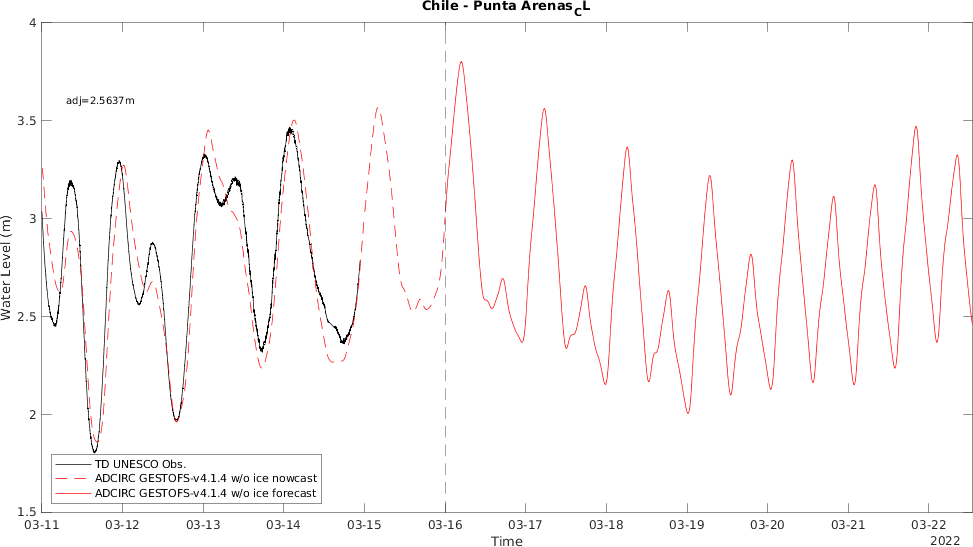 Chile - Punta Arenas_CL
4
adj=2.5637m
3.5
3
Water Level (m)
2.5
2
TD UNESCO Obs.
ADCIRC GESTOFS-v4.1.4 w/o ice nowcast
ADCIRC GESTOFS-v4.1.4 w/o ice forecast
1.5
03-11 03-12 03-13 03-14 03-15 03-16 03-17 03-18 03-19 03-20 03-21 03-22
Time
2022